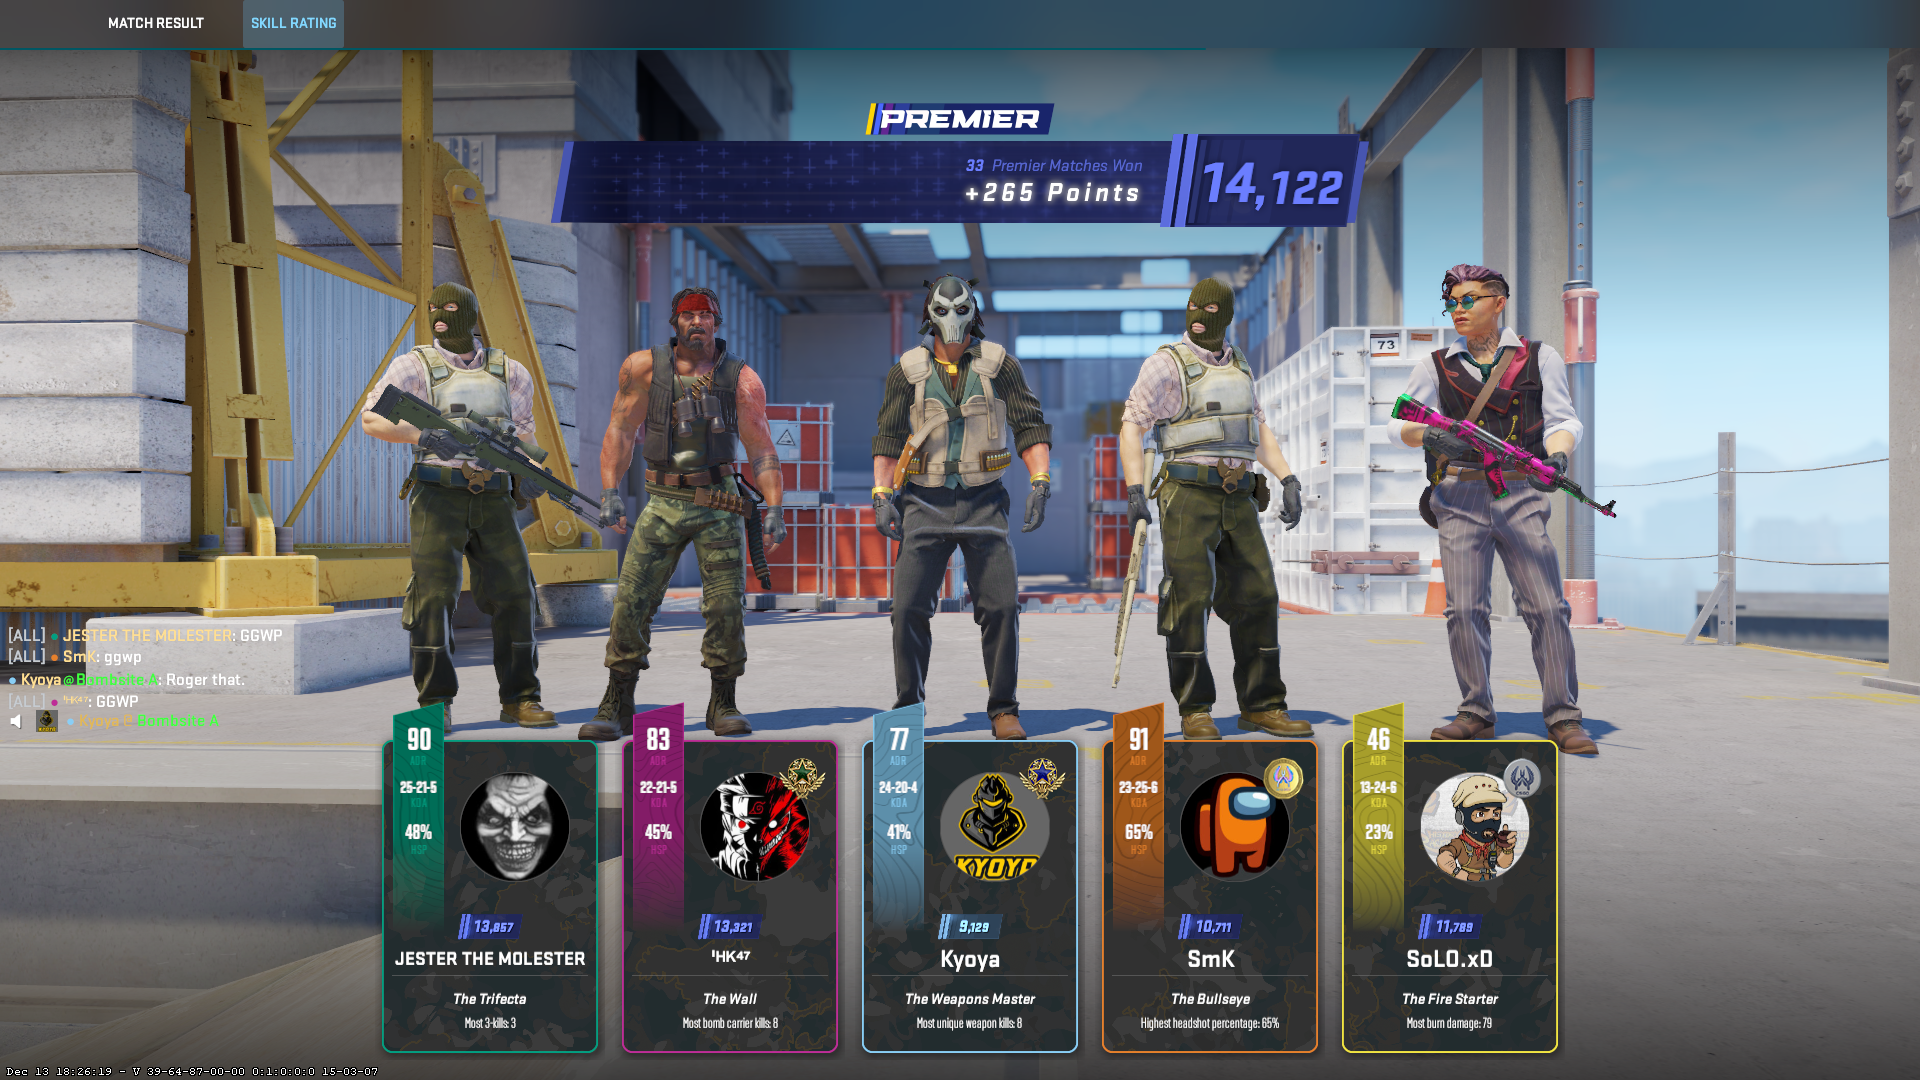 MATCH RESULT
SKILL RATING
PREMIER
33 Premier Matches Won
+265 Points
14,122
73
[ALL] • JESTER THE MOLESTER: GGWP
[ALL] • SmK: ggwp
• Kyoya@Bombsite A: Roger that.
[ALL] • 'HK47: GGWP
Kyoya @ Bombsite A
90
ADR
25-21-5
KDA
48%
HSP
13,857
JESTER THE MOLESTER
The Trifecta
Most 3-kills: 3
83
ADR
22-21-5
KDA
45%
HSP
13,321
'HK47
The Wall
Most bomb carrier kills: 8
77
ADR
24-20-4
KDA
41%
HSP
KYOYA
9,129
Kyoya
The Weapons Master
Most unique weapon kills: 8
91
ADR
23-25-6
KDA
65%
HSP
10,711
SmK
The Bullseye
Highest headshot percentage: 65%
46
ADR
13-24-6
KDA
23%
HSP
11,789
SoLO.xD
The Fire Starter
Most burn damage: 79
Dec 13 18:26:19 - V 39-64-87-00-00 0:1:0:0:0 15-03-07